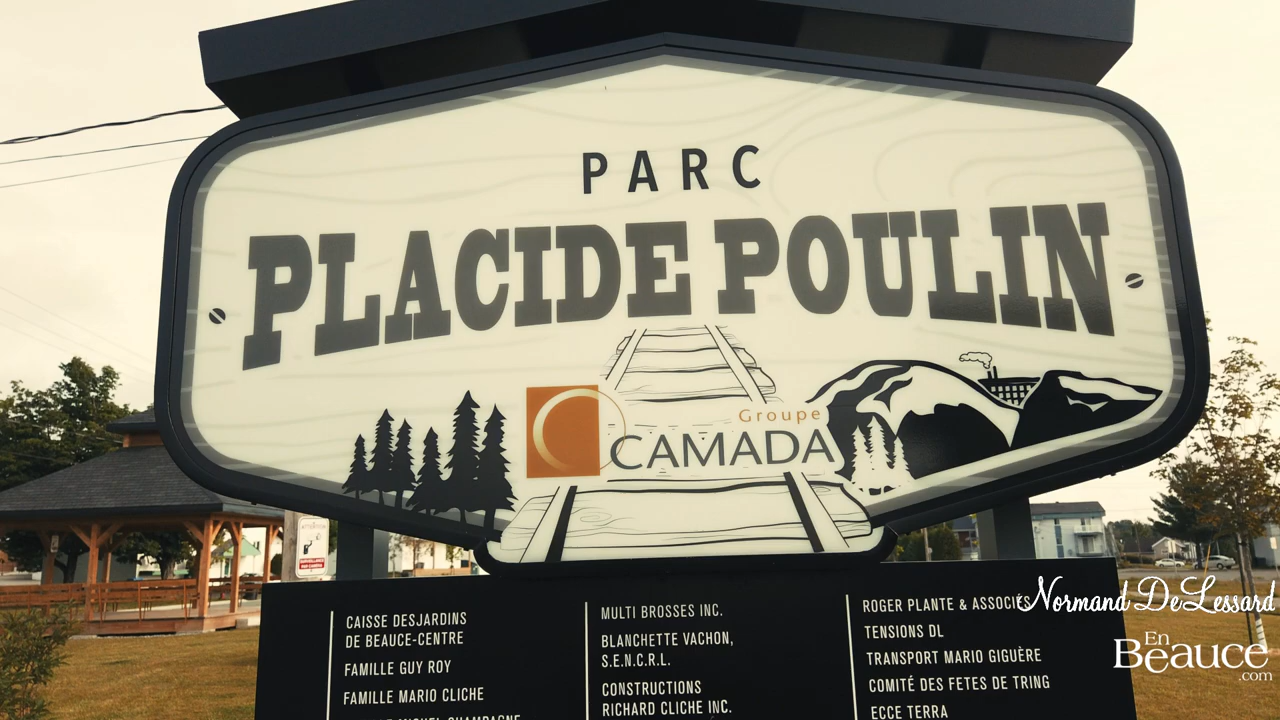 PARC
PLACIDE POULIN
Groupe
CAMADA
CAISSE DESJARDINS
DE BEAUCE-CENTRE
FAMILLE GUY ROY
FAMILLE MARIO CLICHE
MULTI BROSSES INC.
BLANCHETTE VACHON,
S.E.N.C.R.L.
CONSTRUCTIONS
RICHARD CLICHE INC.
ROGER PLANTE & ASSOCIÉS
TENSIONS DL
TRANSPORT MARIO GIGUÈRE
COMITÉ DES FETES DE TRING
ECCE TERRA
Normand DeLessard
En
Beauce
.com